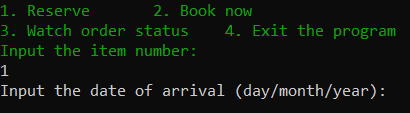 1. Reserve 2. Book now
3. Watch order status 4. Exit the program
Input the item number:
1
Input the date of arrival (day/month/year):